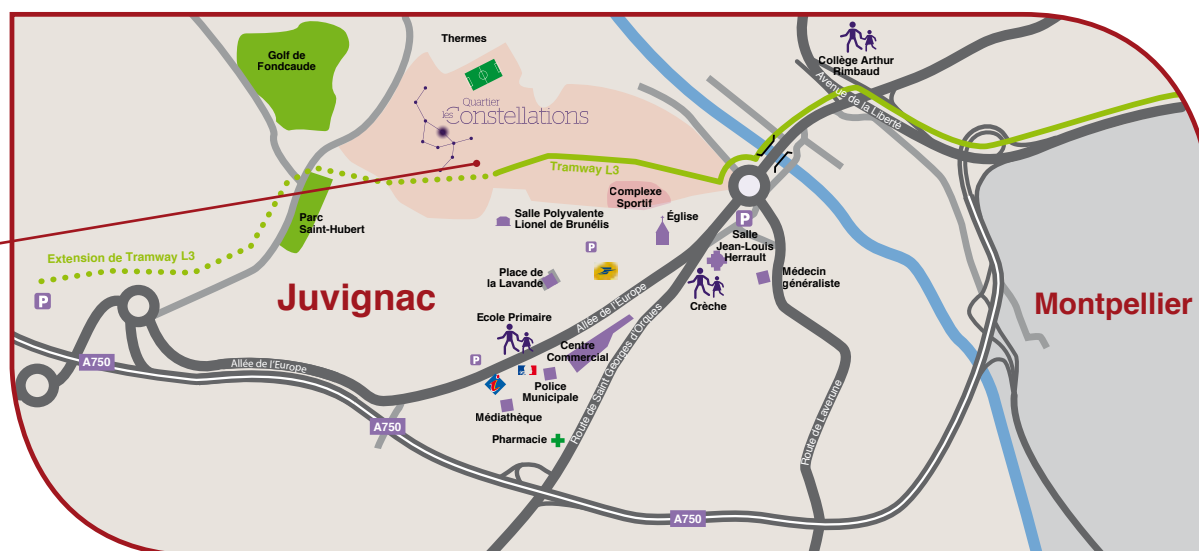 Thermes
Golf de
Fondcaude
Collège Arthur
Rimbaud
Avenue de la Liberté
Quartier
les Constellations
Tramway L3
Complexe
Sportif
Parc
Saint-Hubert
Salle Polyvalente
Lionel de Brunélis
Église
P
Salle
Jean-Louis
Herrault
P
Extension de Tramway L3
P
Place de
la Lavande
Médecin
généraliste
Crèche
Juvignac
Montpellier
Ecole Primaire
Allée de l'Europe
Centre
Commercial
Route de Saint Georges d'Orques
P
A750
Allée de l'Europe
Police
Municipale
Médiathèque
A750
Pharmacie
Route de Laverune
A750